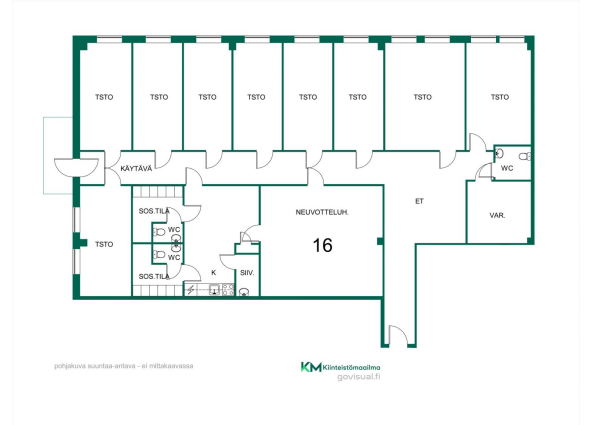 TSTO
TSTO
TSTO
TSTO
TSTO
TSTO
TSTO
TSTO
KÄYTÄVÄ
WC
ET
SOS.TILA
NEUVOTTELUH.
VAR.
WC
TSTO
16
WC
SOS.TILA
K
SIIV.
pohjakuva suuntaa-antava - ei mittakaavassa
KM Kiinteistömaailma
govisual.fi